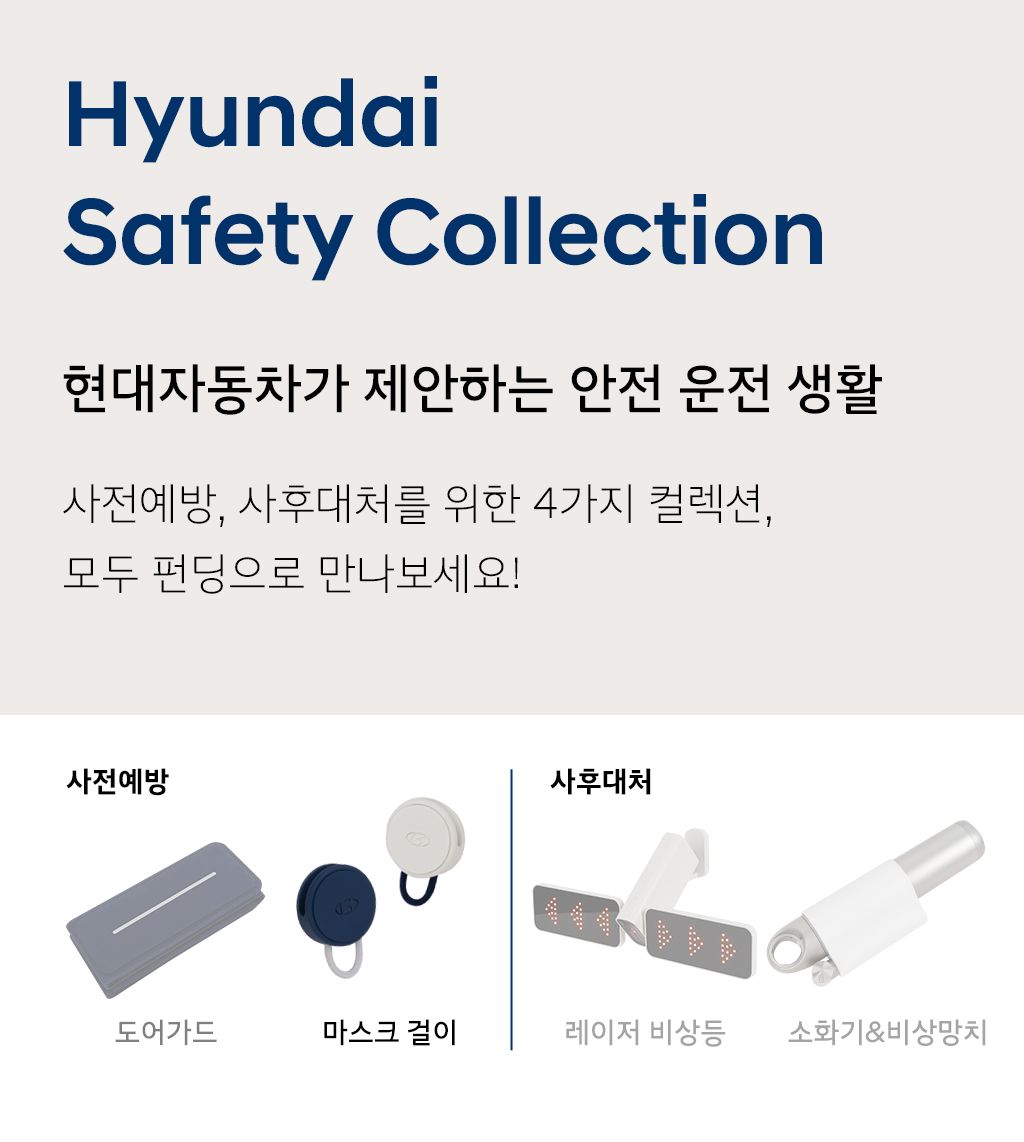 Hyundai
Safety Collection
현대자동차가 제안하는 안전 운전 생활
사전예방, 사후대처를 위한 4가지 컬렉션,
모두 펀딩으로 만나보세요!
사전예방
도어가드
마스크 걸이
사후대처
레이저 비상등
소화기&비상망치